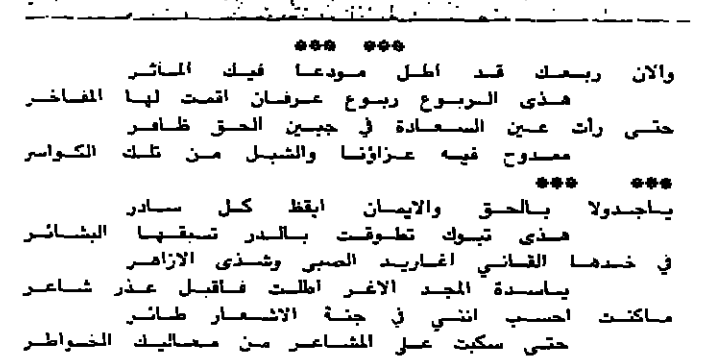 *** ***
والان ربعك قد اطل مودعا فيك المآثر
هذى الربوع ربوع عرفان اقمت لها المفاخر
حتى رأت عين السعادة في جبين الحق ظافر
ممدوح فيه عزاؤنا والشبل من تلك الكواسر
*** ***
ياجدولا بالحق والايمان ايقظ كل سادر
هذى تبوك تطوقت بالدر تسبقها البشائر
في خدها القاني اغاريد الصبى وشذى الازاهر
ياسدة المجد الاغر اطلت فاقبل عذر شاعر
ماكنت احسب انني في جنة الاشعار طائر
حتى سكبت على المشاعر من معاليك الخواطر